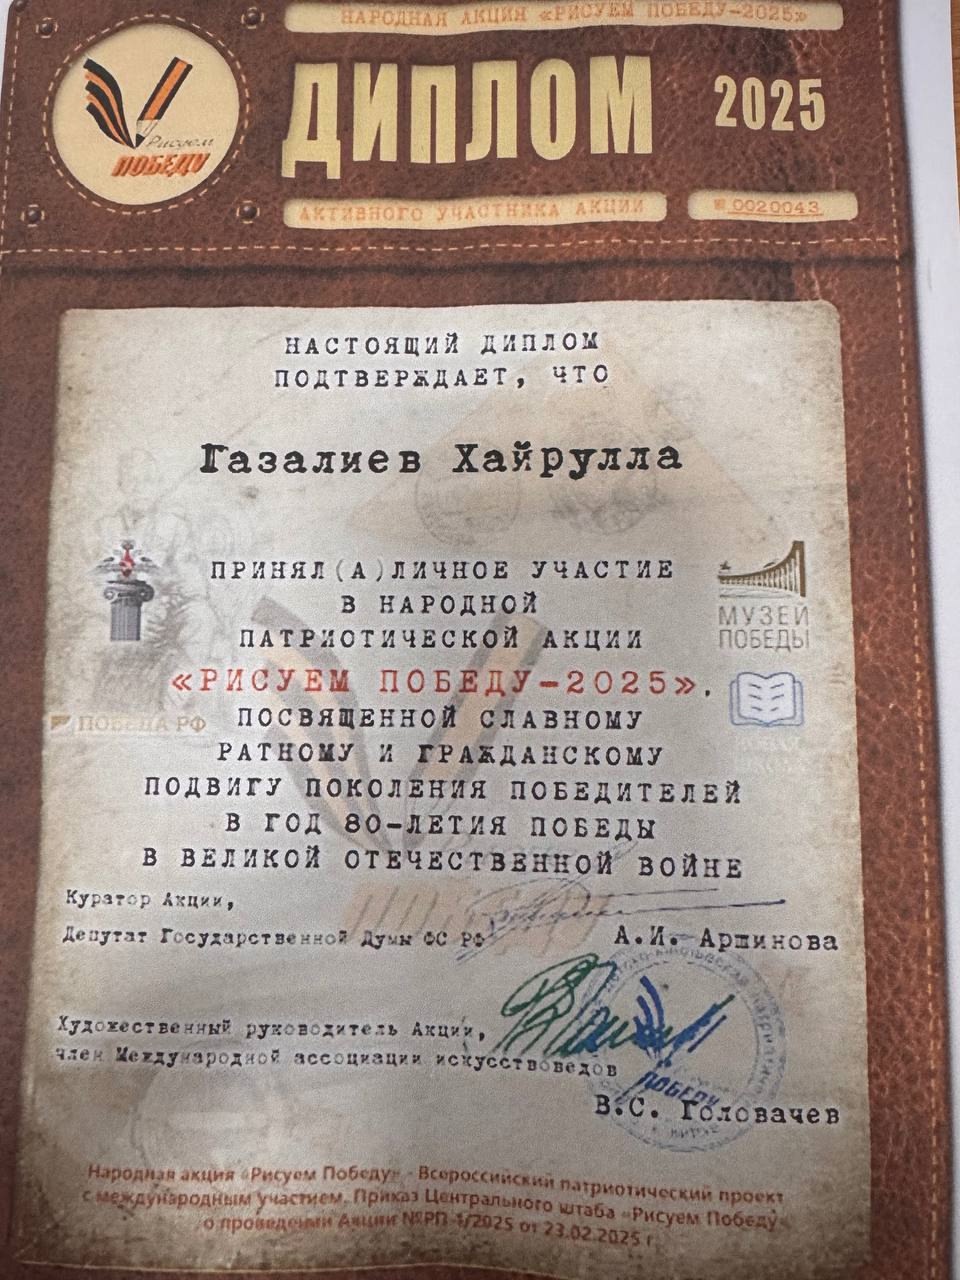 НАРОДНАЯ АКЦИЯ «РИСУЕМ ПОБЕДУ-2025»
ДИПЛОМ 2025
Рисуем
ПОБЕДУ
АКТИВНОГО УЧАСТНИКА АКЦИИ
№ 0020043
НАСТОЯЩИЙ ДИПЛОМ
ПОДТВЕРЖДАЕТ, ЧТО
Газалиев Хайрулла
ПРИНЯЛ(А)ЛИЧНОЕ УЧАСТИЕ
В НАРОДНОЙ
ПАТРИОТИЧЕСКОЙ АКЦИИ
«РИСУЕМ ПОБЕДУ-2025»,
ПОСВЯЩЕННОЙ СЛАВНОМУ
РАТНОМУ И ГРАЖДАНСКОМУ
ПОДВИГУ ПОКОЛЕНИЯ ПОБЕДИТЕЛЕЙ
В ГОД 80-ЛЕТИЯ ПОБЕДЫ
В ВЕЛИКОЙ ОТЕЧЕСТВЕННОЙ ВОЙНЕ
МУЗЕЙ
ПОБЕДЫ
ПОБЕДА РФ
Куратор Акции,
Депутат Государственной Думы ФС РФ
А.И. Аршинова
Художественный руководитель Акции,
член Международной ассоциации искусствоведов
ПОБЕДУ
В.С. Головачев
Народная акция «Рисуем Победу» - Всероссийский патриотический проект
с международным участием. Приказ Центрального штаба «Рисуем Победу»
о проведении Акции №РП-1/2025 от 23.02.2025 г.